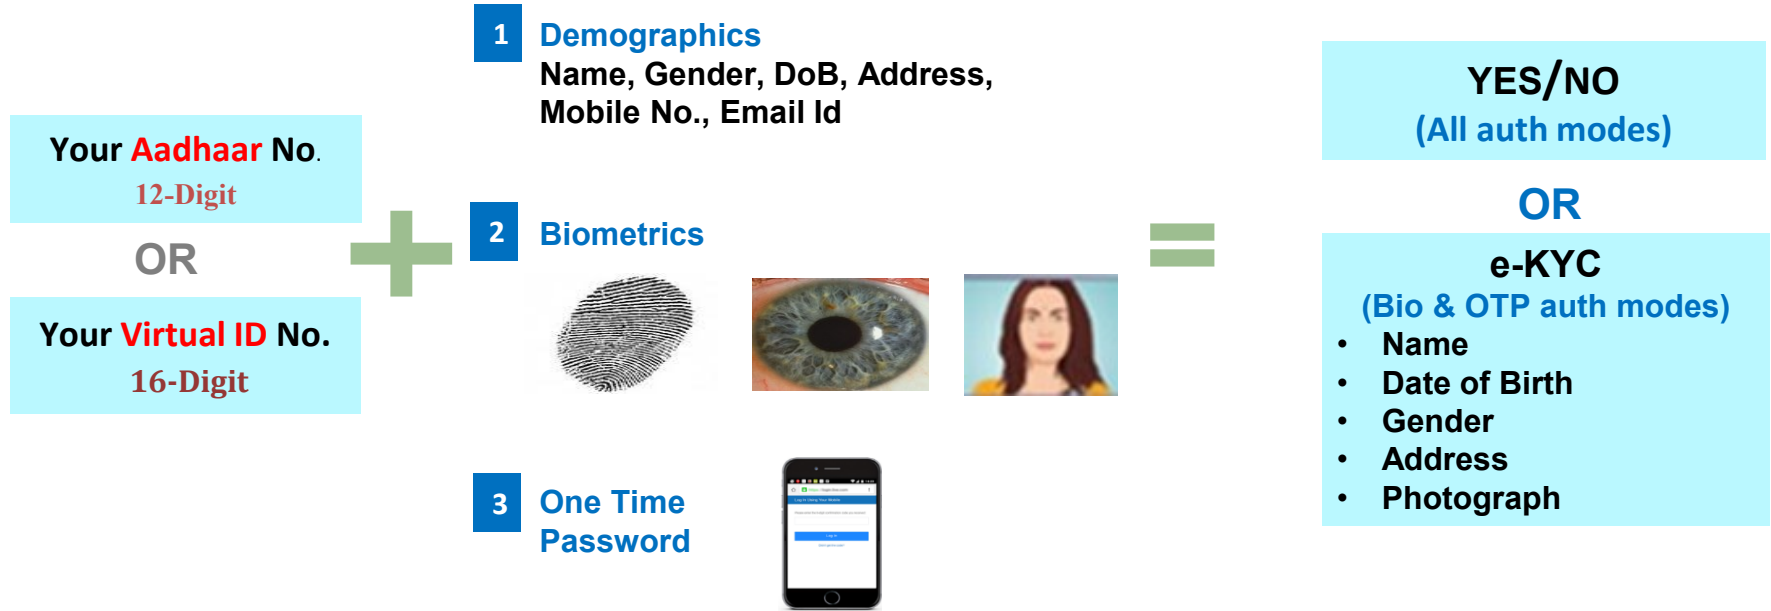 Your Aadhaar No.
12-Digit
OR
Your Virtual ID No.
16-Digit
1 Demographics
Name, Gender, DoB, Address,
Mobile No., Email Id
2 Biometrics
3 One Time
Password
Log In
YES/NO
(All auth modes)
OR
e-KYC
(Bio & OTP auth modes)
• Name
• Date of Birth
• Gender
• Address
• Photograph